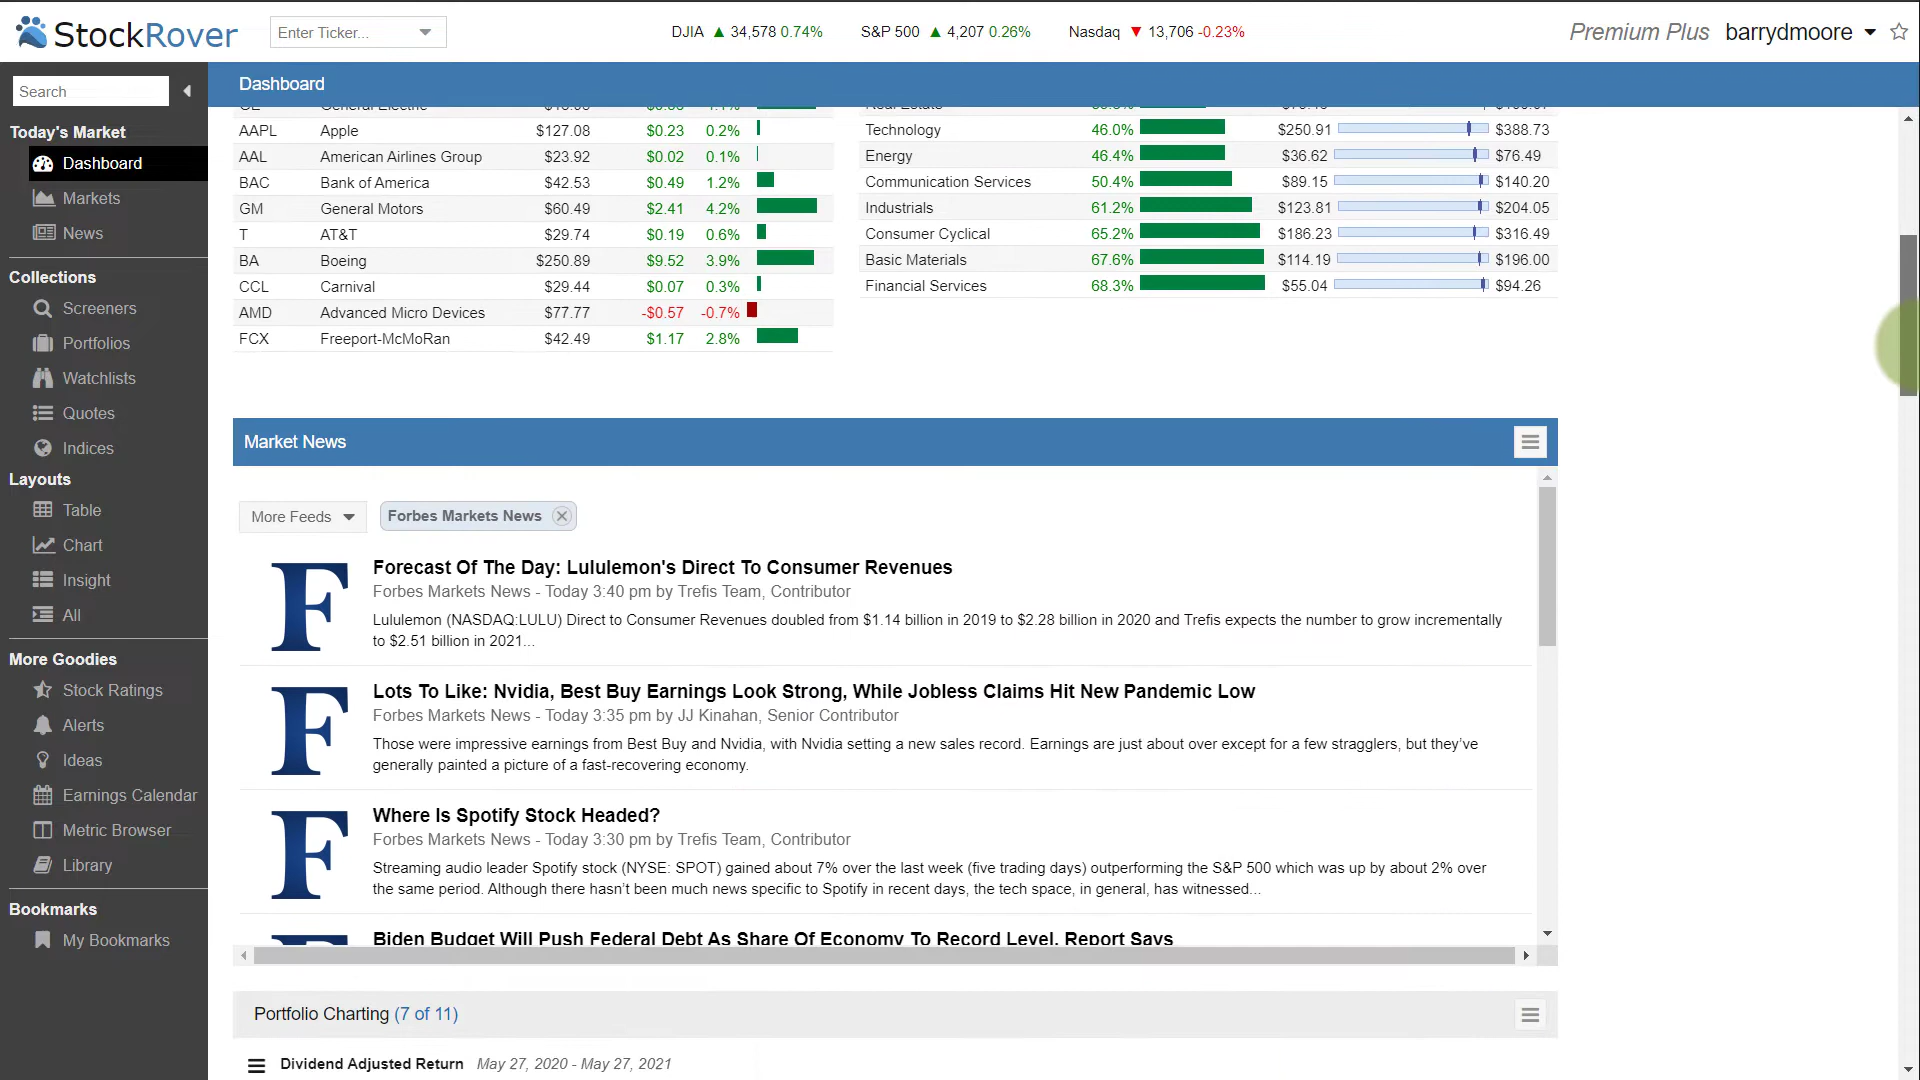 StockRover
Enter Ticker...
DJIA ▲ 34,578 0.74%
S&P 500 ▲ 4,207 0.26%
Nasdaq ▼ 13,706 -0.23%
Premium Plus barrydmoore
Search
Dashboard
Today's Market
Dashboard
Markets
News
Collections
Screeners
Portfolios
Watchlists
Quotes
Indices
Layouts
Table
Chart
Insight
All
More Goodies
Stock Ratings
Alerts
Ideas
Earnings Calendar
Metric Browser
Library
Bookmarks
My Bookmarks
AAPL Apple $127.08 $0.23 0.2%
AAL American Airlines Group $23.92 $0.02 0.1%
BAC Bank of America $42.53 $0.49 1.2%
GM General Motors $60.49 $2.41 4.2%
T AT&T $29.74 $0.19 0.6%
BA Boeing $250.89 $9.52 3.9%
CCL Carnival $29.44 $0.07 0.3%
AMD Advanced Micro Devices $77.77 -$0.57 -0.7%
FCX Freeport-McMoRan $42.49 $1.17 2.8%
Technology 46.0% $250.91 $388.73
Energy 46.4% $36.62 $76.49
Communication Services 50.4% $89.15 $140.20
Industrials 61.2% $123.81 $204.05
Consumer Cyclical 65.2% $186.23 $316.49
Basic Materials 67.6% $114.19 $196.00
Financial Services 68.3% $55.04 $94.26
Market News
More Feeds
Forbes Markets News
Forecast Of The Day: Lululemon's Direct To Consumer Revenues
Forbes Markets News - Today 3:40 pm by Trefis Team, Contributor
Lululemon (NASDAQ:LULU) Direct to Consumer Revenues doubled from $1.14 billion in 2019 to $2.28 billion in 2020 and Trefis expects the number to grow incrementally
to $2.51 billion in 2021...
Lots To Like: Nvidia, Best Buy Earnings Look Strong, While Jobless Claims Hit New Pandemic Low
Forbes Markets News - Today 3:35 pm by JJ Kinahan, Senior Contributor
Those were impressive earnings from Best Buy and Nvidia, with Nvidia setting a new sales record. Earnings are just about over except for a few stragglers, but they've
generally painted a picture of a fast-recovering economy.
Where Is Spotify Stock Headed?
Forbes Markets News - Today 3:30 pm by Trefis Team, Contributor
Streaming audio leader Spotify stock (NYSE: SPOT) gained about 7% over the last week (five trading days) outperforming the S&P 500 which was up by about 2% over
the same period. Although there hasn't been much news specific to Spotify in recent days, the tech space, in general, has witnessed...
Biden Budget Will Push Federal Debt As Share Of Economy To Record Level, Report Says
F
F
F
Portfolio Charting (7 of 11)
Dividend Adjusted Return May 27, 2020 - May 27, 2021